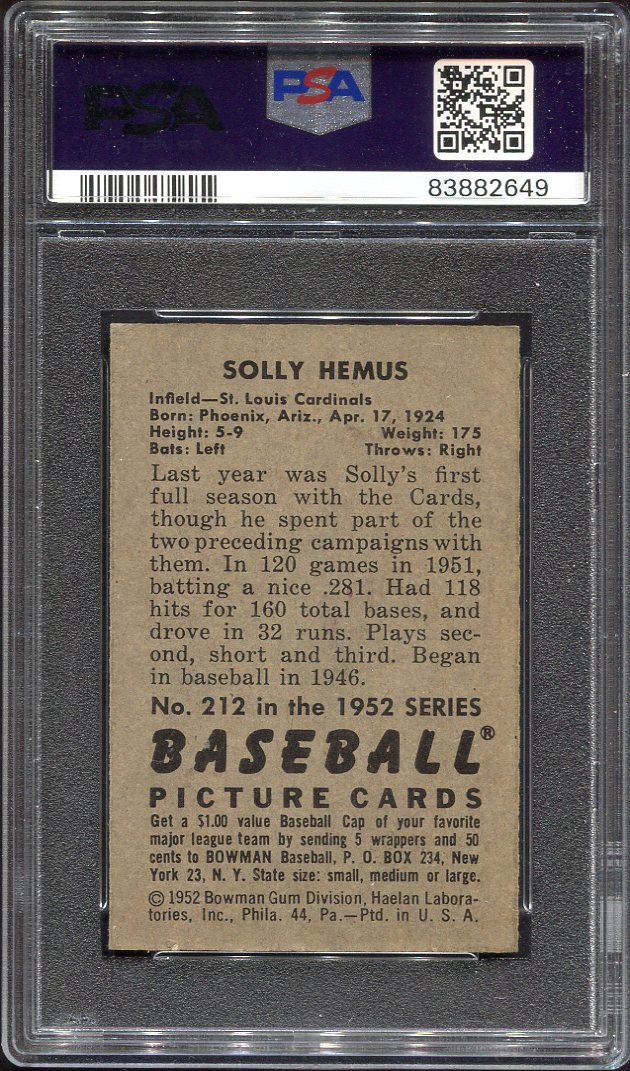 PSA
PSA
83882649
SOLLY HEMUS
Infield—St. Louis Cardinals
Born: Phoenix, Ariz., Apr. 17, 1924
Height: 5-9 Weight: 175
Bats: Left Throws: Right
Last year was Solly's first
full season with the Cards,
though he spent part of the
two preceding campaigns with
them. In 120 games in 1951,
batting a nice .281. Had 118
hits for 160 total bases, and
drove in 32 runs. Plays sec-
ond, short and third. Began
in baseball in 1946.
No. 212 in the 1952 SERIES
BASEBALL®
PICTURE CARDS
Get a $1.00 value Baseball Cap of your favorite
major league team by sending 5 wrappers and 50
cents to BOWMAN Baseball, P. O. BOX 234, New
York 23, N. Y. State size: small, medium or large.
© 1952 Bowman Gum Division, Haelan Labora-
tories, Inc., Phila. 44, Pa.—Ptd. in U. S. A.